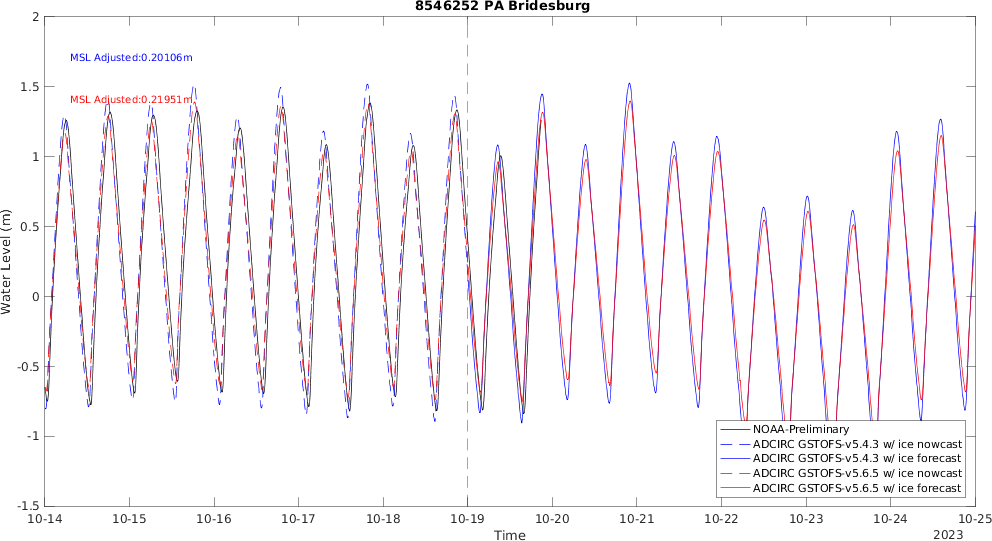 8546252 PA Bridesburg
2
MSL Adjusted:0.20106m
1.5
MSL Adjusted:0.21951m
1
0.5
Water Level (m)
0
-0.5
-1
NOAA-Preliminary
ADCIRC GSTOFS-v5.4.3 w/ ice nowcast
ADCIRC GSTOFS-v5.4.3 w/ ice forecast
ADCIRC GSTOFS-v5.6.5 w/ ice nowcast
ADCIRC GSTOFS-v5.6.5 w/ ice forecast
-1.5
10-14 10-15 10-16 10-17 10-18 10-19 10-20 10-21 10-22 10-23 10-24 10-25
Time
2023